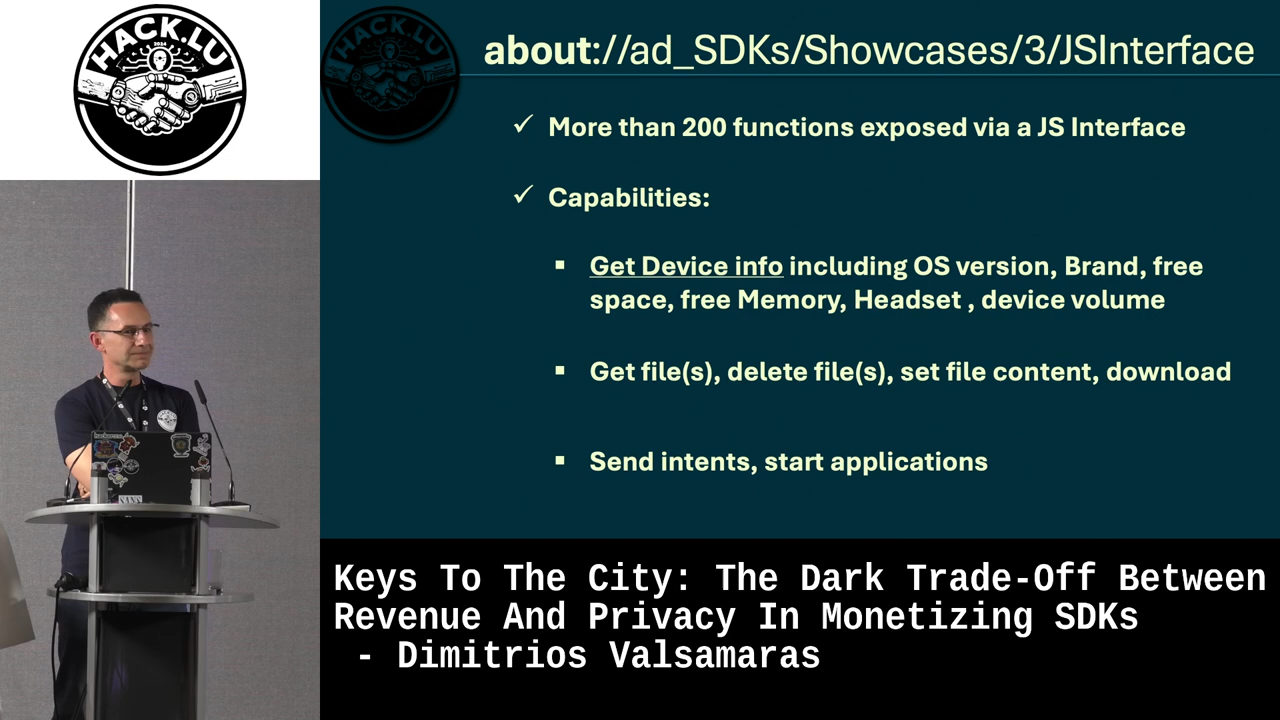 HACK.LU
2024
HACK.LU
about://ad_SDKs/Showcases/3/JSInterface
✓ More than 200 functions exposed via a JS Interface
✓ Capabilities:
▪ Get Device info including OS version, Brand, free
space, free Memory, Headset , device volume
▪ Get file(s), delete file(s), set file content, download
▪ Send intents, start applications
SANS
Keys To The City: The Dark Trade-Off Between
Revenue And Privacy In Monetizing SDKs
- Dimitrios Valsamaras